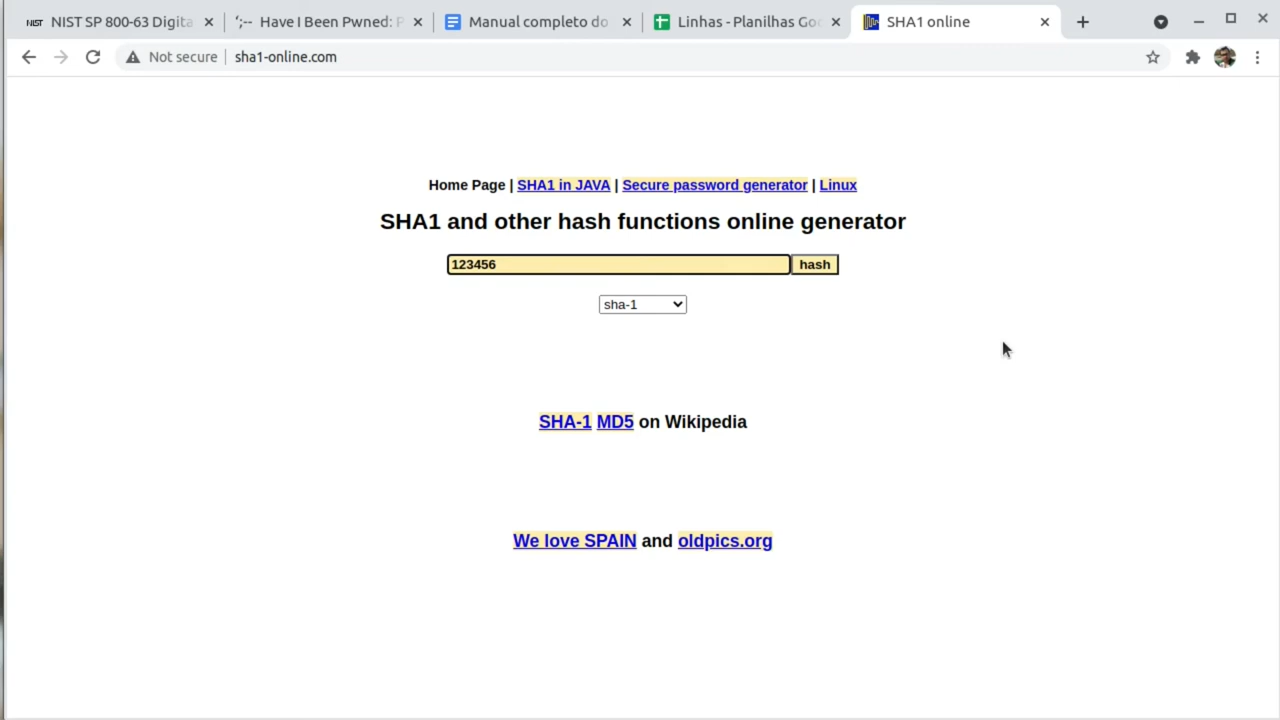 NIST NIST SP 800-63 Digita
';-- Have I Been Pwned: P
Manual completo do
Linhas - Planilhas Goo
SHA1 online
Not secure sha1-online.com
Home Page | SHA1 in JAVA | Secure password generator | Linux
SHA1 and other hash functions online generator
123456 hash
sha-1
SHA-1 MD5 on Wikipedia
We love SPAIN and oldpics.org